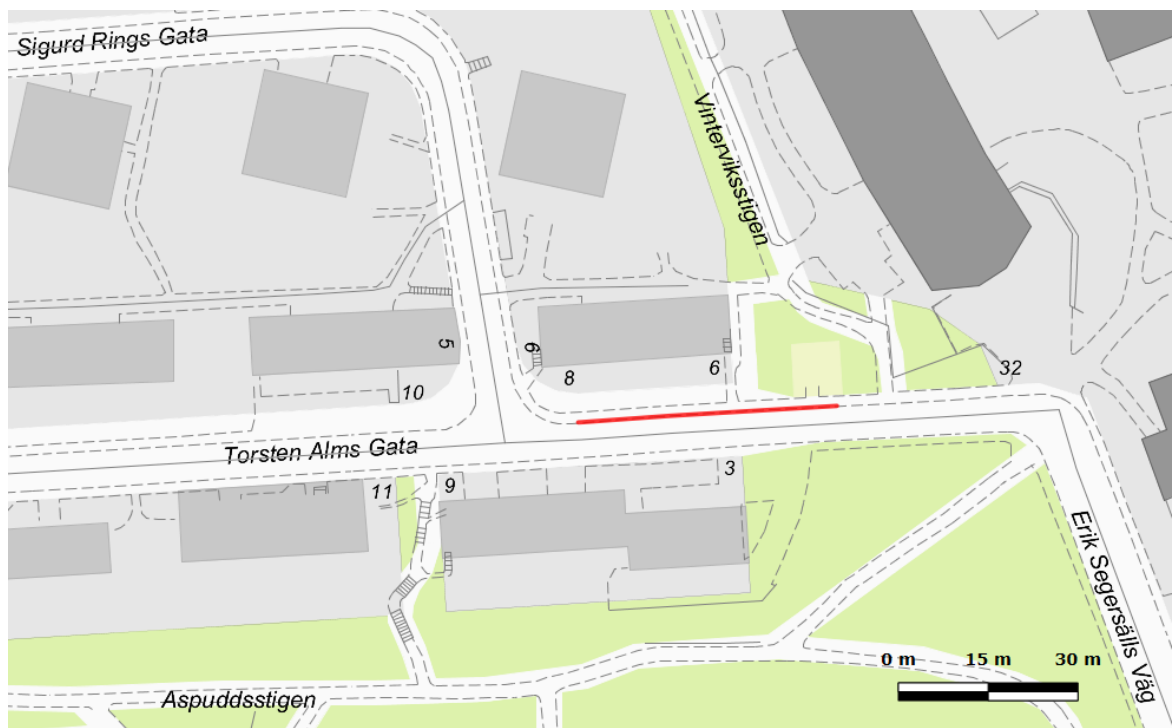 Sigurd Rings Gata
Vinterviksstigen
5
6
8
6
32
10
Torsten Alms Gata
11
9
3
Erik Segersälls Väg
0 m 15 m 30 m
Aspuddsstigen